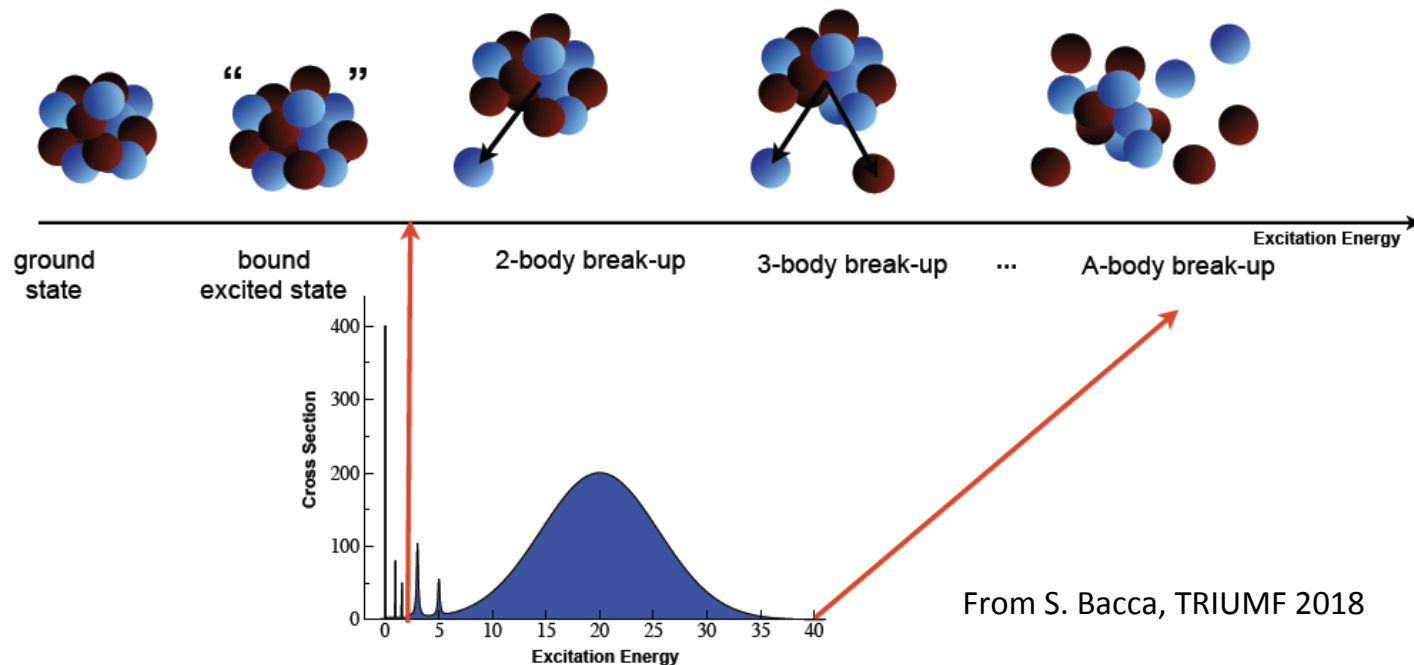 “ ”
Excitation Energy
ground
state
bound
excited state
2-body break-up
3-body break-up
...
A-body break-up
400
300
200
100
0
Cross Section
0 5 10 15 20 25 30 35 40
Excitation Energy
From S. Bacca, TRIUMF 2018